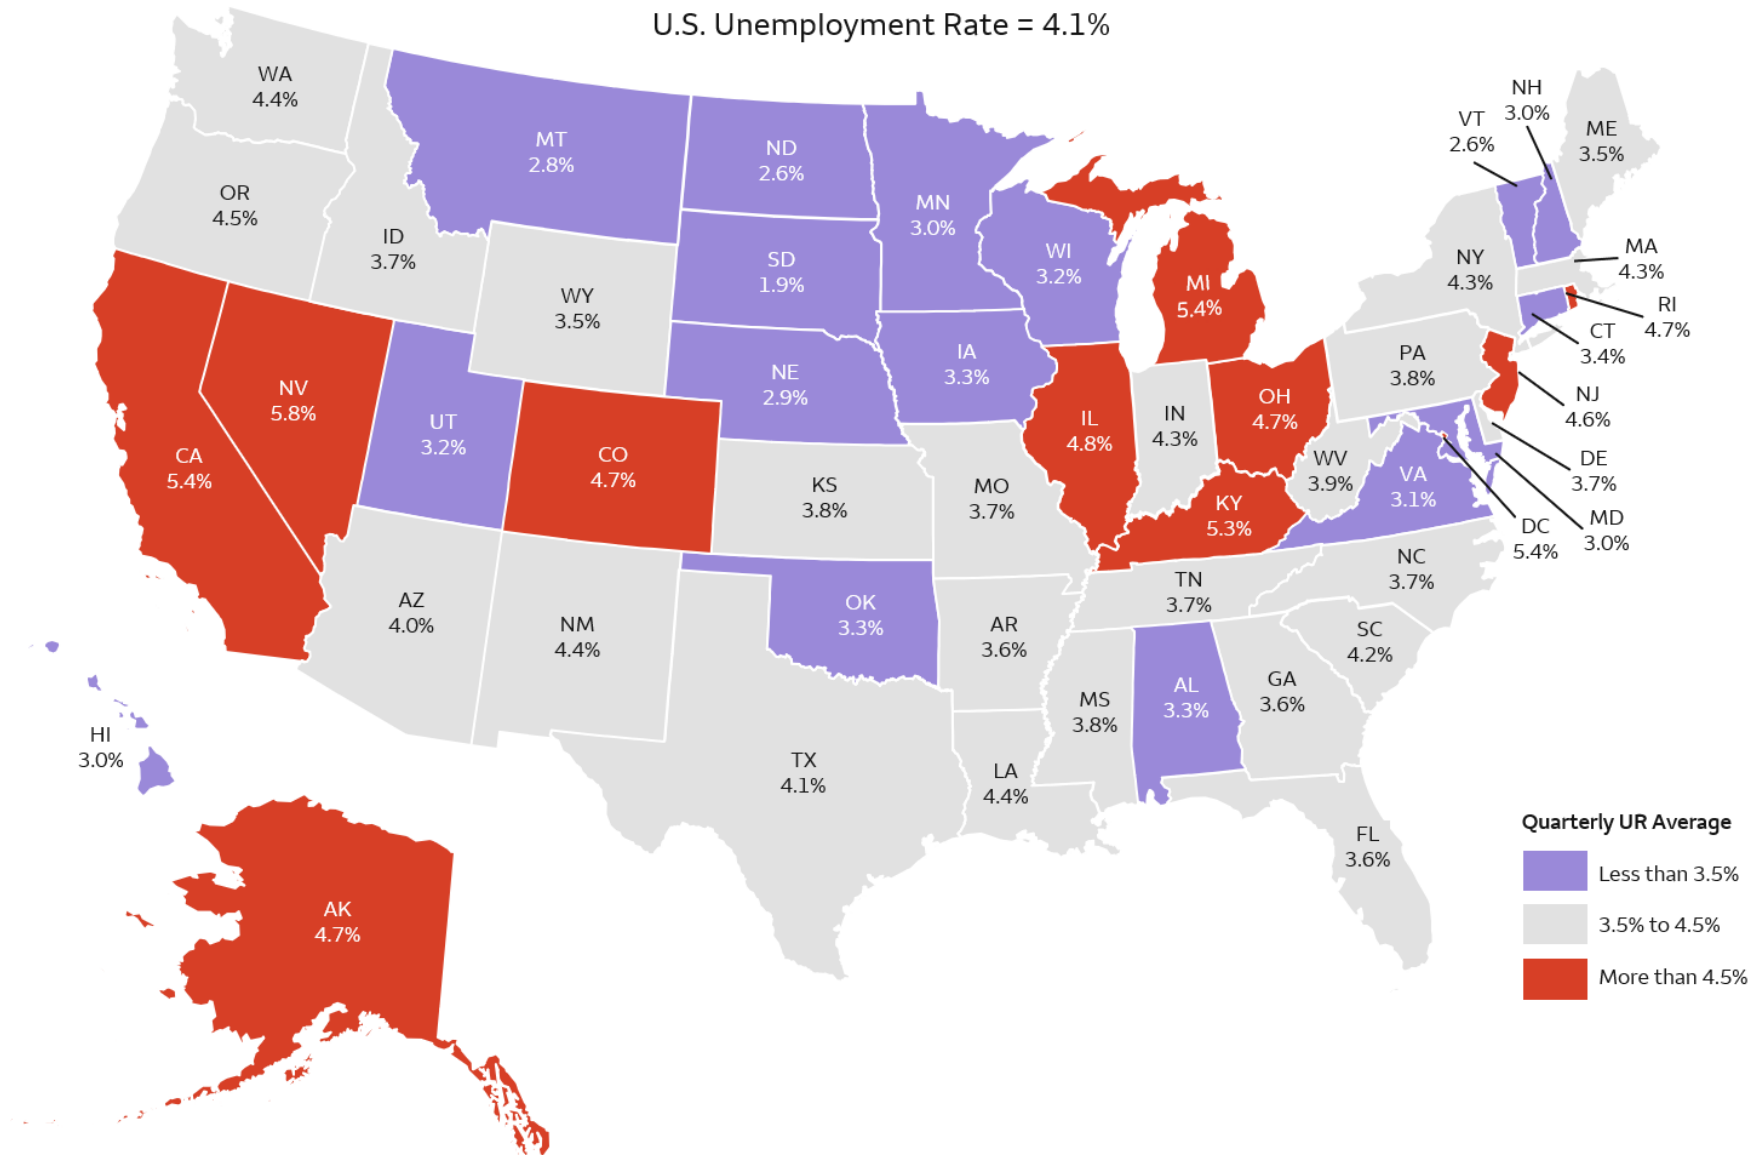 U.S. Unemployment Rate = 4.1%
WA
4.4%
OR
4.5%
ID
3.7%
MT
2.8%
ND
2.6%
MN
3.0%
SD
1.9%
WI
3.2%
WY
3.5%
MI
5.4%
NH
3.0%
VT
2.6%
ME
3.5%
NY
4.3%
MA
4.3%
RI
4.7%
CT
3.4%
NJ
4.6%
PA
3.8%
DE
3.7%
MD
3.0%
DC
5.4%
CA
5.4%
NV
5.8%
UT
3.2%
CO
4.7%
NE
2.9%
IA
3.3%
IL
4.8%
IN
4.3%
OH
4.7%
WV
3.9%
VA
3.1%
KY
5.3%
KS
3.8%
MO
3.7%
AZ
4.0%
NM
4.4%
OK
3.3%
AR
3.6%
TN
3.7%
NC
3.7%
SC
4.2%
MS
3.8%
AL
3.3%
GA
3.6%
HI
3.0%
TX
4.1%
LA
4.4%
FL
3.6%
AK
4.7%
Quarterly UR Average
Less than 3.5%
3.5% to 4.5%
More than 4.5%